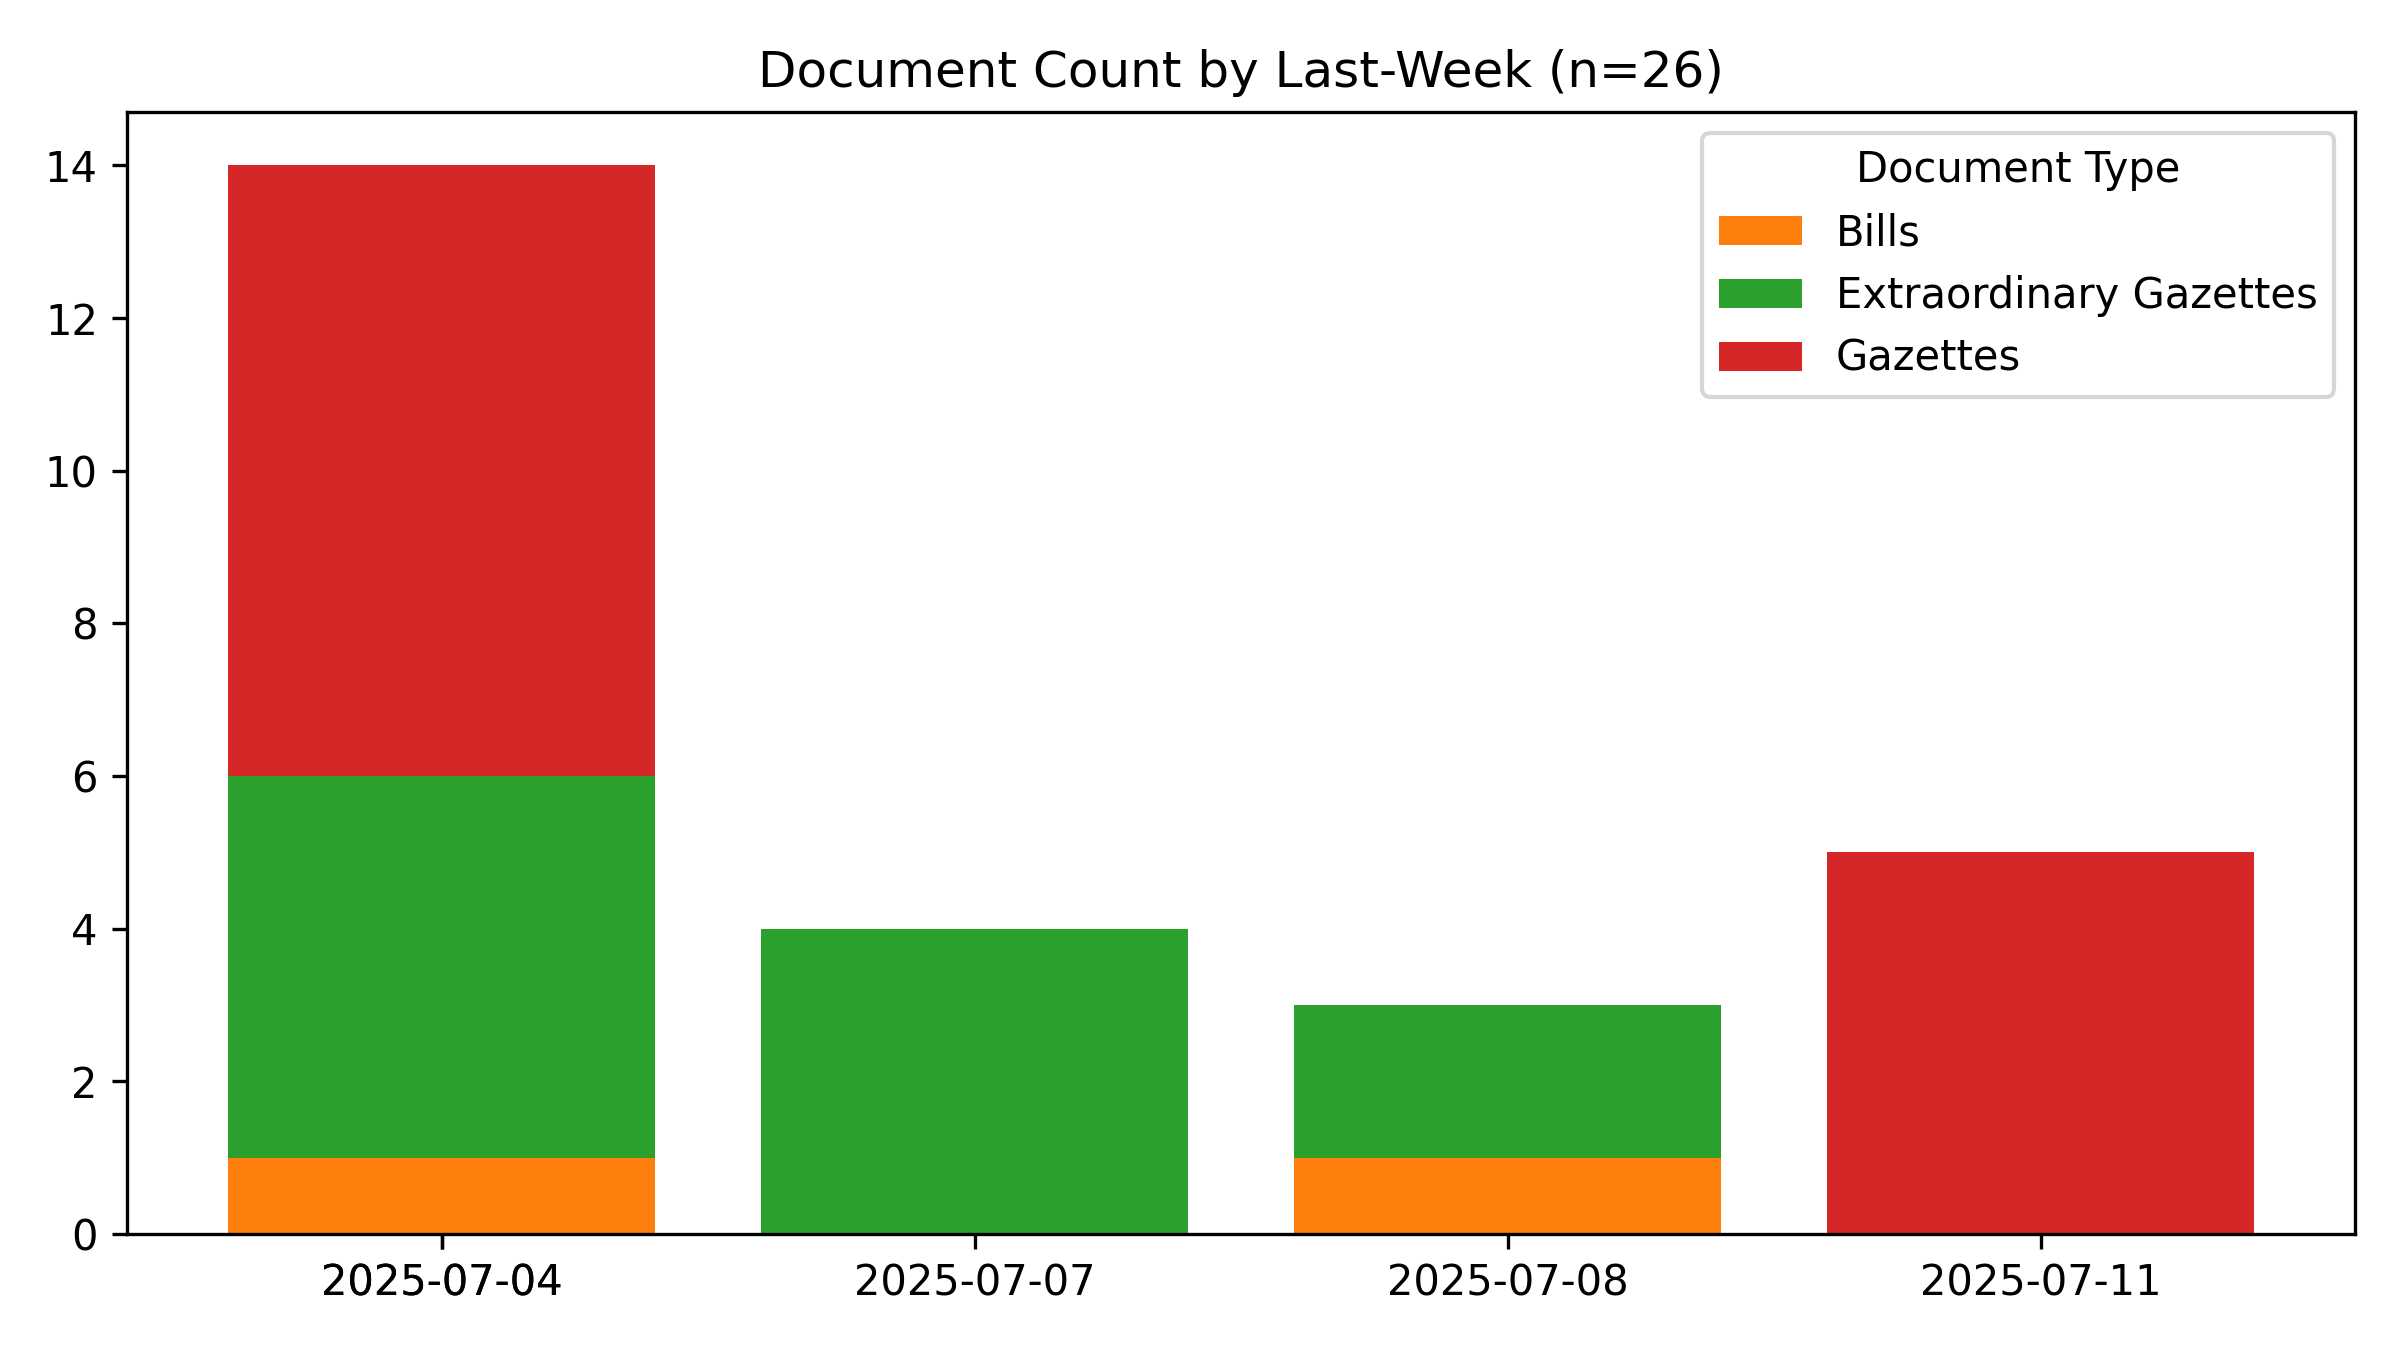 Document Count by Last-Week (n=26)
Document Type
Bills
Extraordinary Gazettes
Gazettes
14
12
10
8
6
4
2
0
2025-07-04
2025-07-07
2025-07-08
2025-07-11